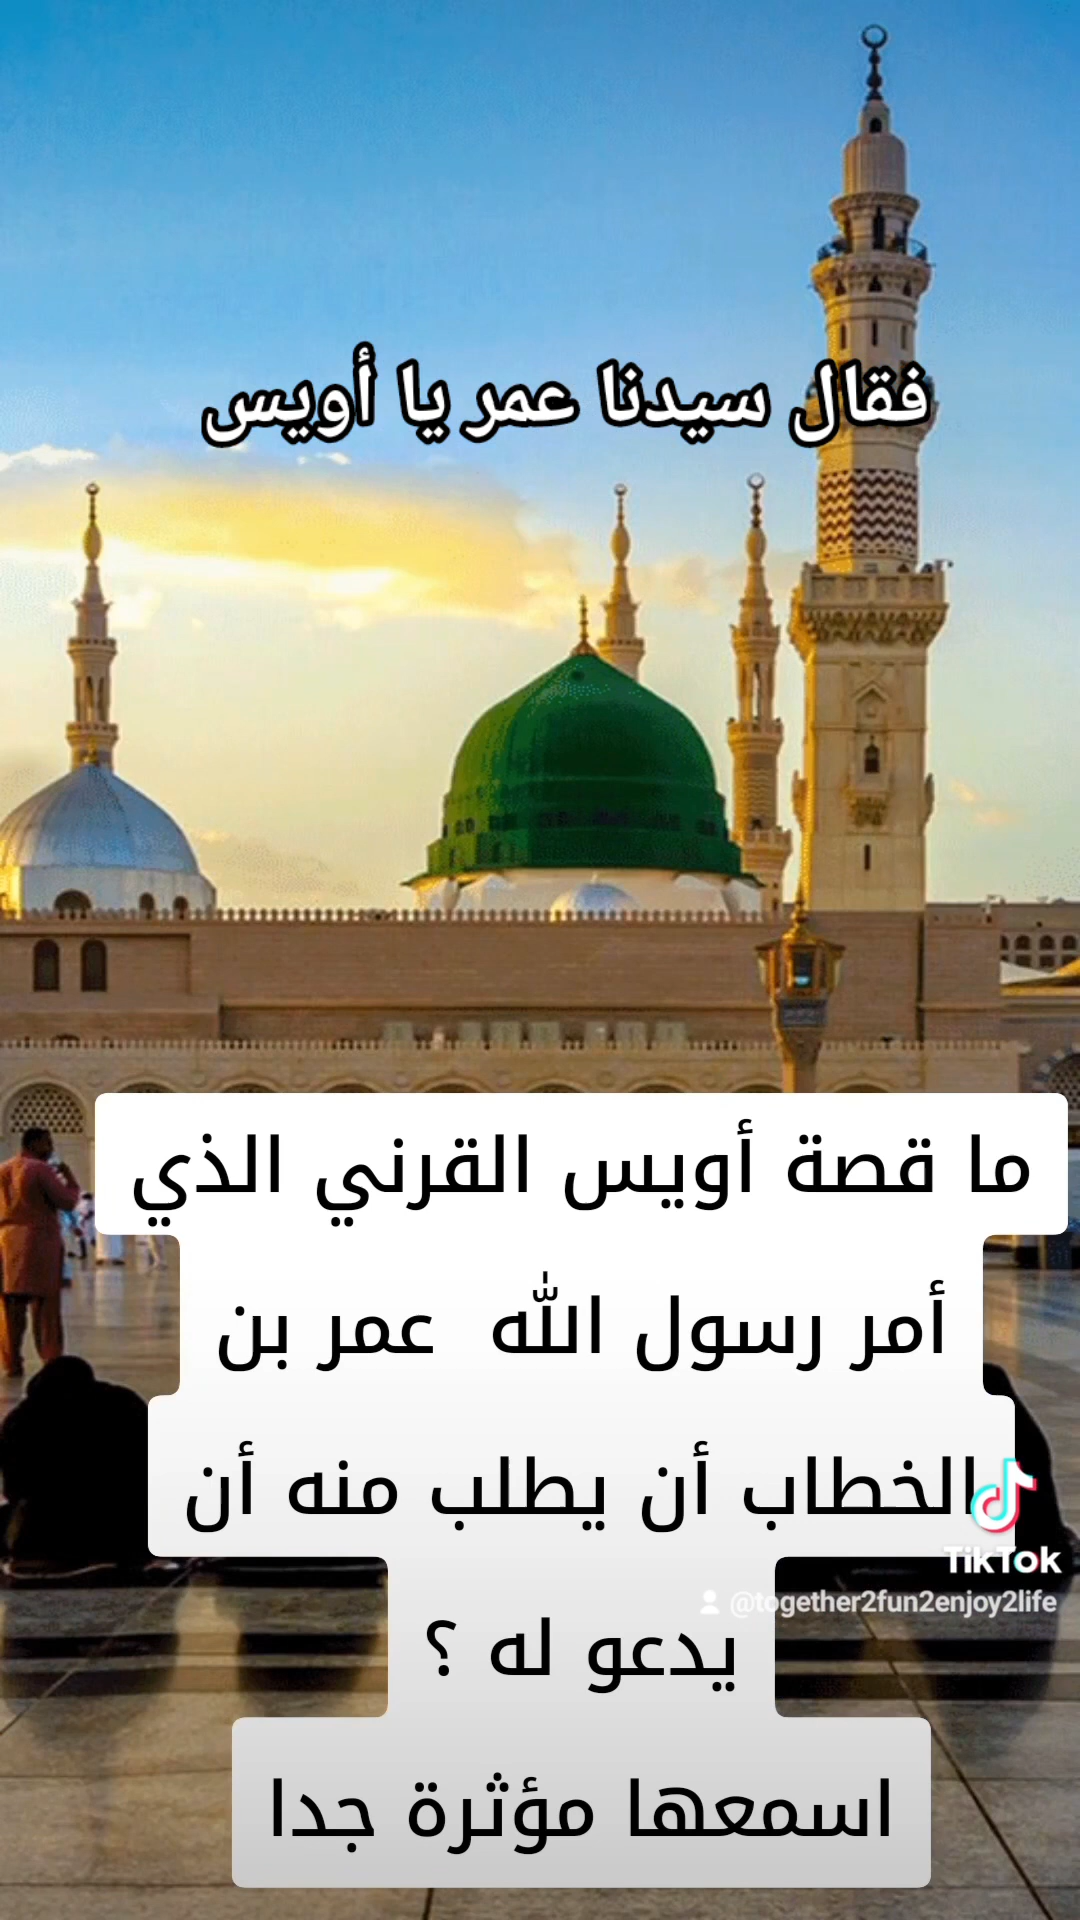 فقال سيدنا عمر يا أويس
ما قصة أويس القرني الذي
أمر رسول الله عمر بن
الخطاب أن يطلب منه أن
يدعو له ؟
اسمعها مؤثرة جدا
TikTok
@together2fun2enjoy2life